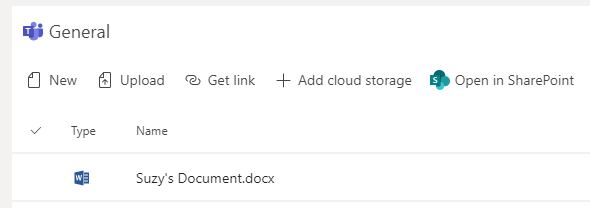 General
New Upload Get link Add cloud storage Open in SharePoint
Type Name
Suzy's Document.docx